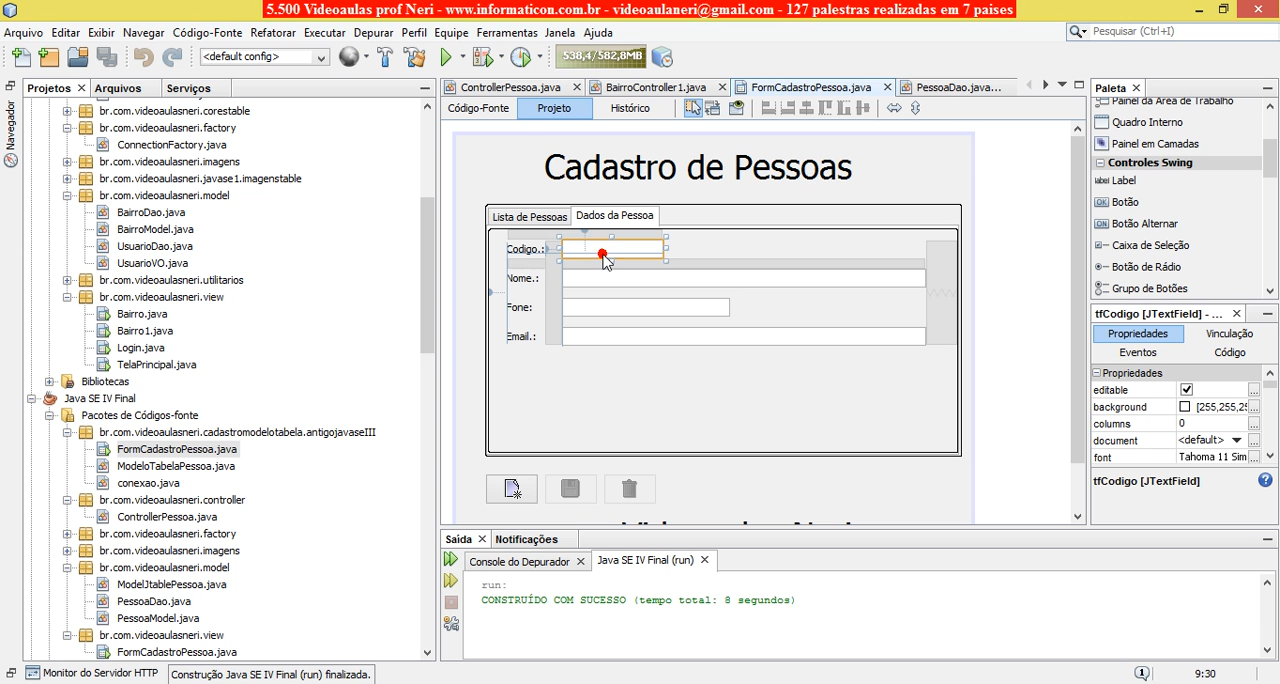 5.500 Videoaulas prof Neri - www.informaticon.com.br - videoaulaneri@gmail.com - 127 palestras realizadas em 7 paises
Arquivo Editar Exibir Navegar Código-Fonte Refatorar Executar Depurar Perfil Equipe Ferramentas Janela Ajuda
Pesquisar (Ctrl+I)
<default config>
538,4/582,8MB
Navegador
Projetos
Arquivos
Serviços
br.com.videoaulasneri.corestable
br.com.videoaulasneri.factory
ConnectionFactory.java
br.com.videoaulasneri.imagens
br.com.videoaulasneri.javase1.imagenstable
br.com.videoaulasneri.model
BairroDao.java
BairroModel.java
UsuarioDao.java
UsuarioVO.java
br.com.videoaulasneri.utilitarios
br.com.videoaulasneri.view
Bairro.java
Bairro1.java
Login.java
TelaPrincipal.java
Bibliotecas
Java SE IV Final
Pacotes de Códigos-fonte
br.com.videoaulasneri.cadastromodelotabela.antigojavaseIII
FormCadastroPessoa.java
ModeloTabelaPessoa.java
conexao.java
br.com.videoaulasneri.controller
ControllerPessoa.java
br.com.videoaulasneri.factory
br.com.videoaulasneri.imagens
br.com.videoaulasneri.model
ModelJtablePessoa.java
PessoaDao.java
PessoaModel.java
br.com.videoaulasneri.view
FormCadastroPessoa.java
ControllerPessoa.java
BairroController1.java
FormCadastroPessoa.java
PessoaDao.java...
Código-Fonte
Projeto
Histórico
Cadastro de Pessoas
Lista de Pessoas
Dados da Pessoa
Codigo.:
Nome.:
Fone:
Email.:
Paleta
Painel da Área de Trabalho
Quadro Interno
Painel em Camadas
Controles Swing
label Label
OK Botão
ON Botão Alternar
Caixa de Seleção
Botão de Rádio
Grupo de Botões
tfCodigo [JTextField] - ...
Propriedades
Vinculação
Eventos
Código
Propriedades
editable
background [255,255,25
columns 0
document <default>
font Tahoma 11 Sim
tfCodigo [JTextField]
Saída
Notificações
Console do Depurador
Java SE IV Final (run)
run:
CONSTRUÍDO COM SUCESSO (tempo total: 8 segundos)
Monitor do Servidor HTTP
Construção Java SE IV Final (run) finalizada.
1
9:30